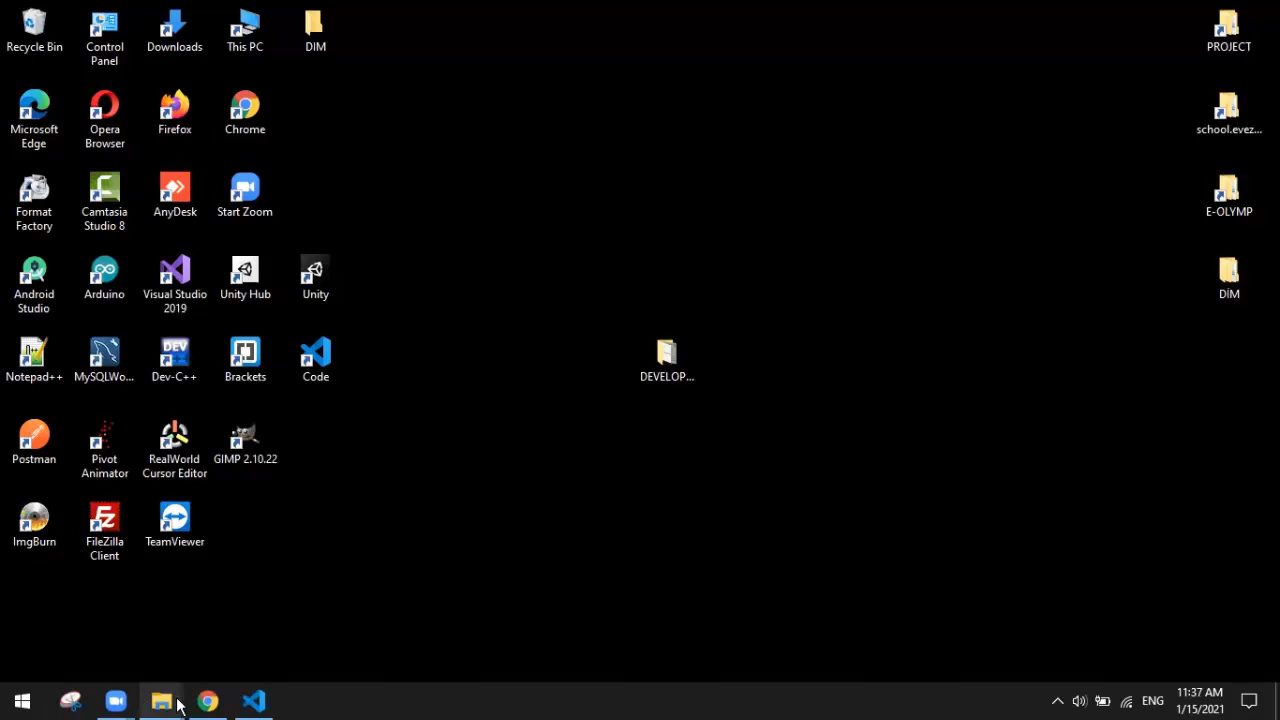 Recycle Bin
Control
Panel
Downloads
This PC
DIM
PROJECT
Microsoft
Edge
Opera
Browser
Firefox
Chrome
school.evez...
Format
Factory
Camtasia
Studio 8
AnyDesk
Start Zoom
E-OLYMP
Android
Studio
Arduino
Visual Studio
2019
Unity Hub
Unity
DİM
Notepad++
MySQLWo...
DEV
Dev-C++
Brackets
Code
DEVELOP...
Postman
Pivot
Animator
RealWorld
Cursor Editor
GIMP 2.10.22
ImgBurn
FileZilla
Client
TeamViewer
ENG
11:37 AM
1/15/2021